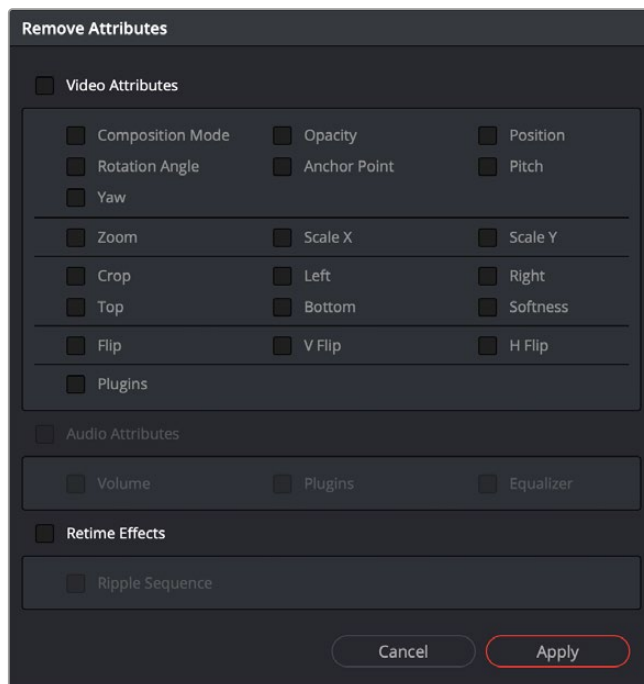 Remove Attributes
Video Attributes
Composition Mode Opacity Position
Rotation Angle Anchor Point Pitch
Yaw
Zoom Scale X Scale Y
Crop Left Right
Top Bottom Softness
Flip V Flip H Flip
Plugins
Audio Attributes
Volume Plugins Equalizer
Retime Effects
Ripple Sequence
Cancel Apply